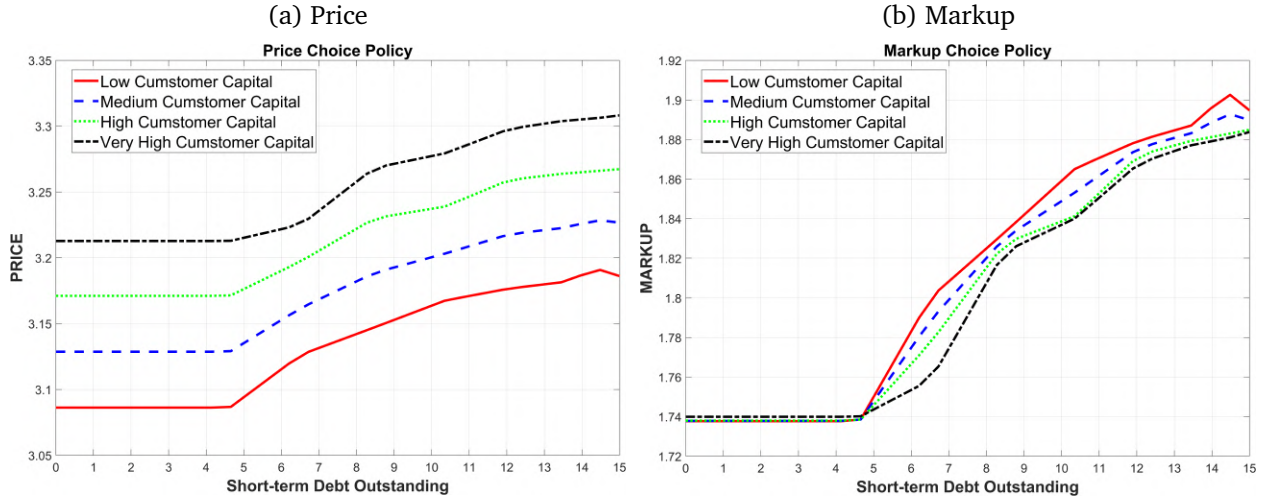 (a) Price
Price Choice Policy
3.35
3.3
3.25
3.2
3.15
3.1
3.05
PRICE
Low Cumstomer Capital
Medium Cumstomer Capital
High Cumstomer Capital
Very High Cumstomer Capital
0 1 2 3 4 5 6 7 8 9 10 11 12 13 14 15
Short-term Debt Outstanding
(b) Markup
Markup Choice Policy
1.92
1.9
1.88
1.86
1.84
1.82
1.8
1.78
1.76
1.74
1.72
MARKUP
Low Cumstomer Capital
Medium Cumstomer Capital
High Cumstomer Capital
Very High Cumstomer Capital
0 1 2 3 4 5 6 7 8 9 10 11 12 13 14 15
Short-term Debt Outstanding